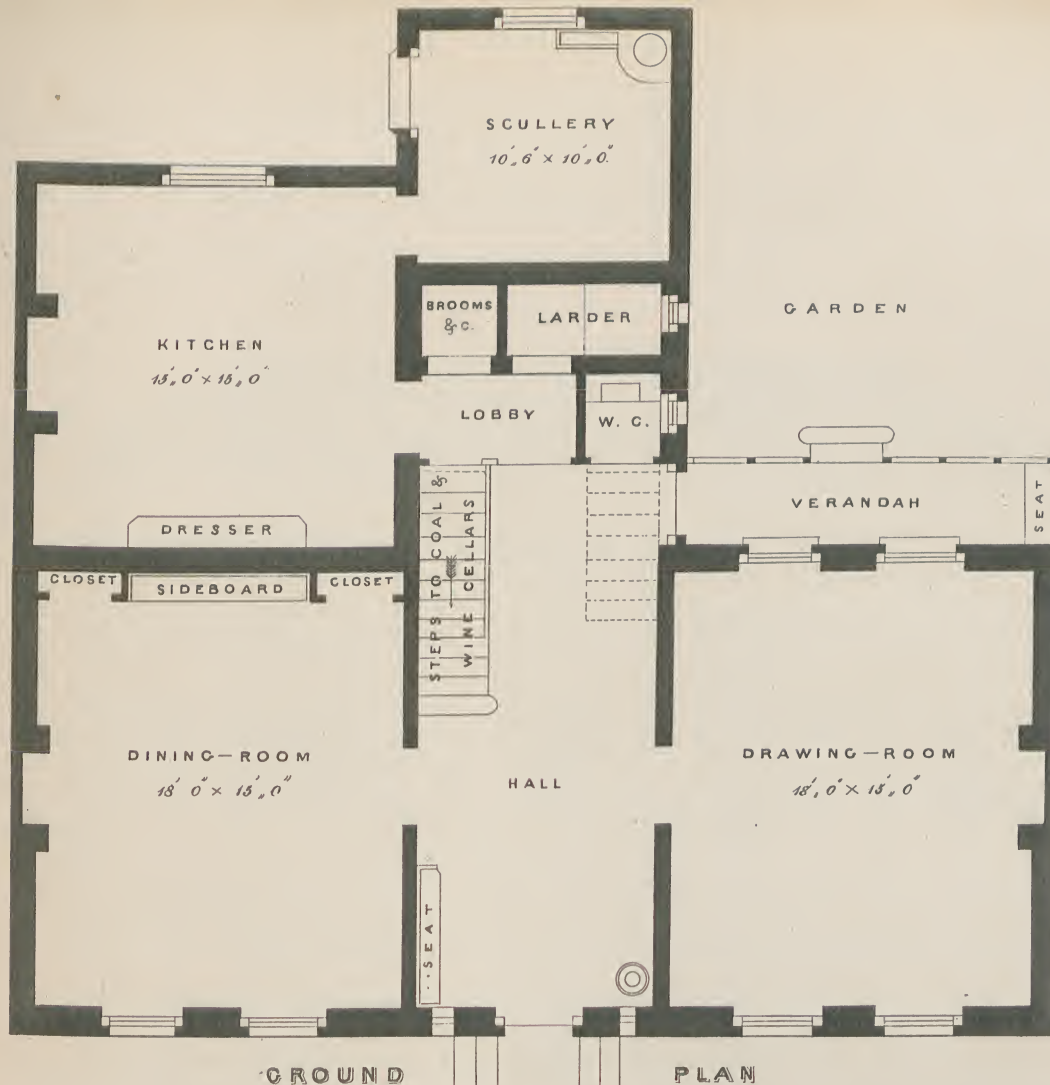 SCULLERY
10',, 6" × 10',, 0"
BROOMS
&C.
LARDER
GARDEN
KITCHEN
15',, 0" × 15',, 0"
LOBBY
W. C.
VERANDAH
SEAT
DRESSER
CLOSET
SIDEBOARD
CLOSET
STEPS TO COAL &
WINE CELLARS
DINING—ROOM
18' 0" × 15',, 0"
HALL
DRAWING—ROOM
18',, 0" × 15',, 0"
SEAT
GROUND PLAN